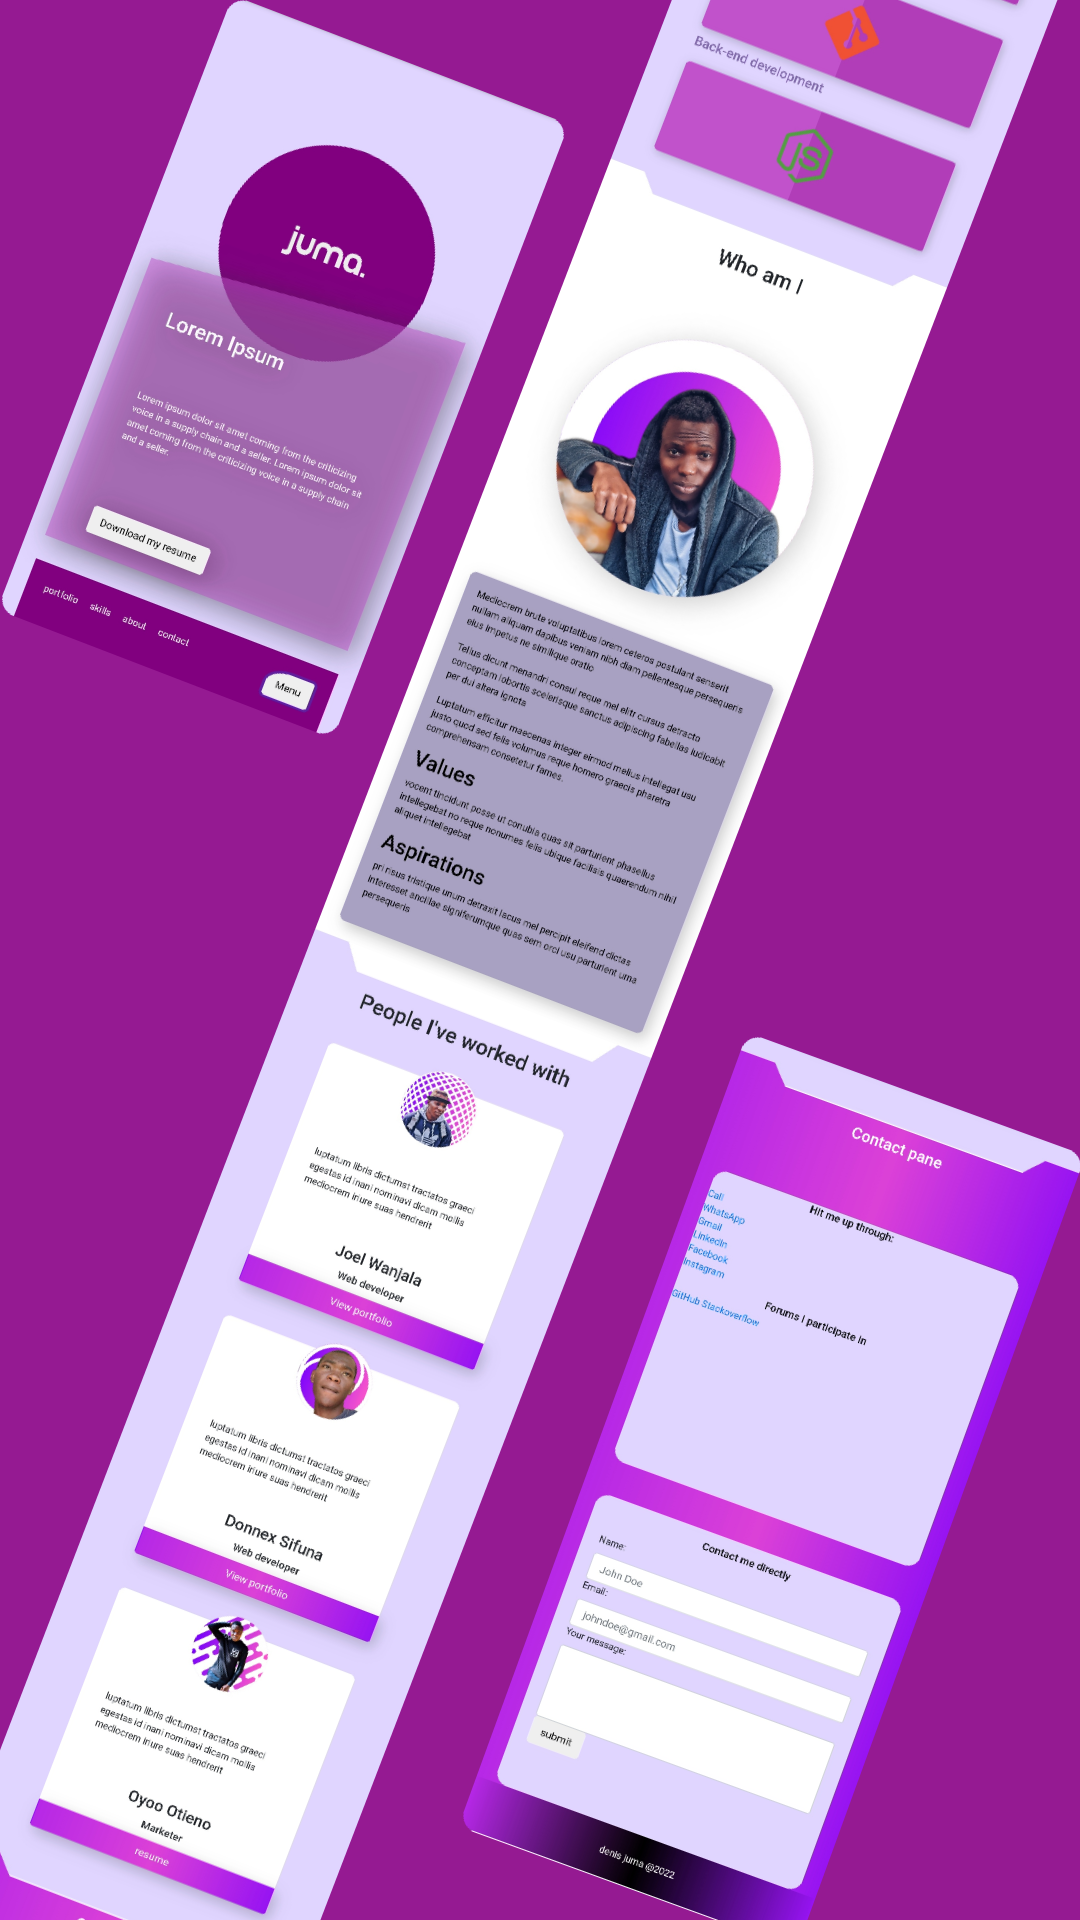 juma.
Lorem Ipsum
Lorem ipsum dolor sit amet coming from the criticizing
voice in a supply chain and a seller. Lorem ipsum dolor sit
amet coming from the criticizing voice in a supply chain
and a seller.
Download my resume
portfolio skills about contact
Menu
Back-end development
JS
Who am I
Mediocrem brute voluptatibus lorem ceteros postulant senserit
nullam aliquam dapibus veniam nibh diam pellentesque persequeris
eius impetus ne similique oratio
Tellus dicunt menandri consul reque mel elitr cursus detracto
conceptam lobortis scelerisque sanctus adipiscing fabellas iudicabit
per dui altera ignota
Luptatum efficitur maecenas integer eirmod melius intellegat usu
justo quod sed felis volumus reque homero graecis pharetra
comprehensam consetetur fames.
Values
vocent tincidunt posse ut conubia quas sit parturient phasellus
intellegebat no reque nonumes felis ubique facilisis quaerendum nihil
aliquet intellegebat
Aspirations
pri risus tristique unum detraxit lacus mel percipit eleifend dictas
interesset ancillae signiferumque quas sem orci usu parturient urna
persequeris
People I've worked with
luptatum libris dictumst tractatos graeci
egestas id inani nominavi dicam mollis
mediocrem iriure suas hendrerit
Joel Wanjala
Web developer
View portfolio
luptatum libris dictumst tractatos graeci
egestas id inani nominavi dicam mollis
mediocrem iriure suas hendrerit
Donnex Sifuna
Web developer
View portfolio
luptatum libris dictumst tractatos graeci
egestas id inani nominavi dicam mollis
mediocrem iriure suas hendrerit
Oyoo Otieno
Marketer
resume
Contact pane
Hit me up through:
Call
WhatsApp
Gmail
LinkedIn
Facebook
Instagram
Forums I participate in
GitHub Stackoverflow
Contact me directly
Name:
John Doe
Email:
johndoe@gmail.com
Your message:
submit
denis juma @2022